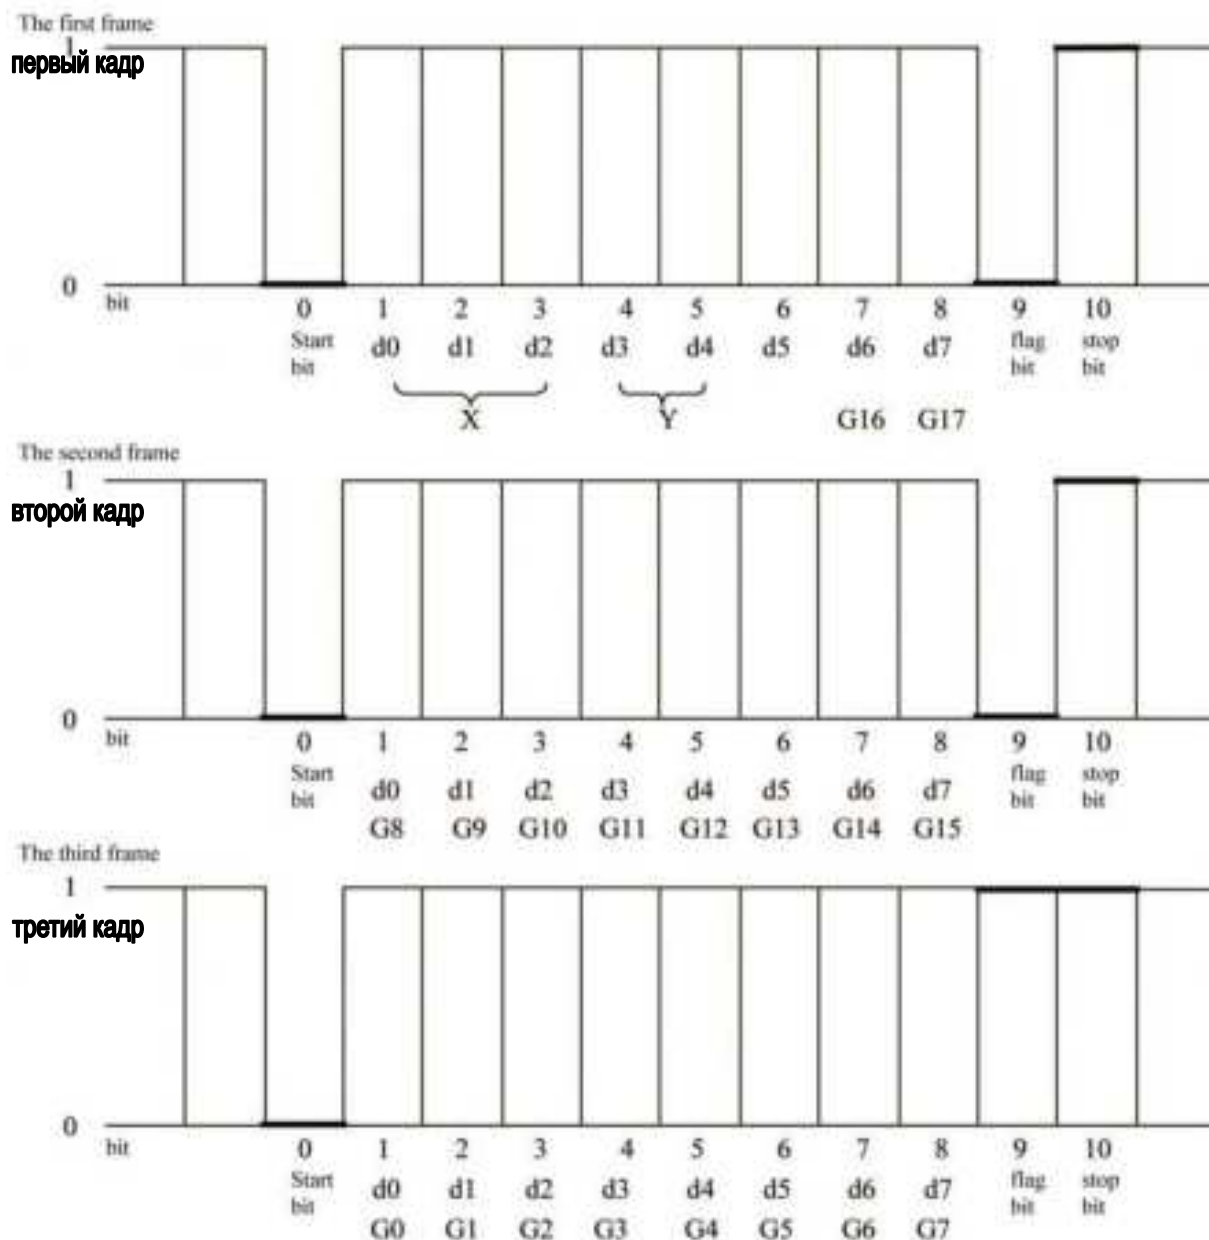 The first frame
1
первый кадр
0
bit
0 1 2 3 4 5 6 7 8 9 10
Start bit d0 d1 d2 d3 d4 d5 d6 d7 flag bit stop bit
X Y G16 G17
The second frame
1
второй кадр
0
bit
0 1 2 3 4 5 6 7 8 9 10
Start bit d0 d1 d2 d3 d4 d5 d6 d7 flag bit stop bit
G8 G9 G10 G11 G12 G13 G14 G15
The third frame
1
третий кадр
0
bit
0 1 2 3 4 5 6 7 8 9 10
Start bit d0 d1 d2 d3 d4 d5 d6 d7 flag bit stop bit
G0 G1 G2 G3 G4 G5 G6 G7